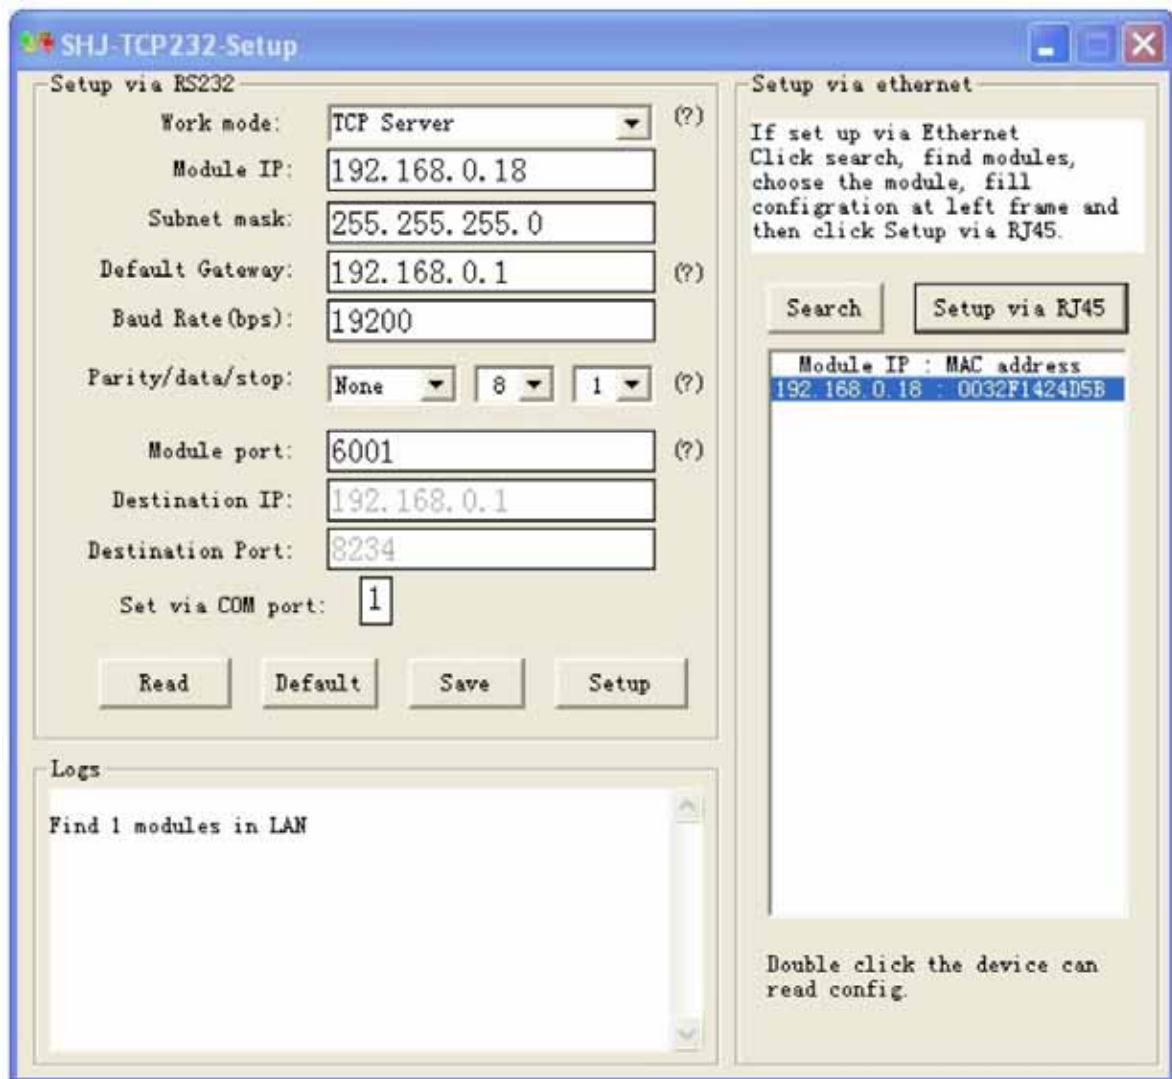 SHJ-TCP232-Setup
Setup via RS232
Work mode: TCP Server (?)
Module IP: 192.168.0.18
Subnet mask: 255.255.255.0
Default Gateway: 192.168.0.1 (?)
Baud Rate(bps): 19200
Parity/data/stop: None 8 1 (?)
Module port: 6001 (?)
Destination IP: 192.168.0.1
Destination Port: 8234
Set via COM port: 1
Read Default Save Setup
Logs
Find 1 modules in LAN
Setup via ethernet
If set up via Ethernet
Click search, find modules,
choose the module, fill
configration at left frame and
then click Setup via RJ45.
Search Setup via RJ45
Module IP : MAC address
192.168.0.18 : 0032F1424D5B
Double click the device can
read config.